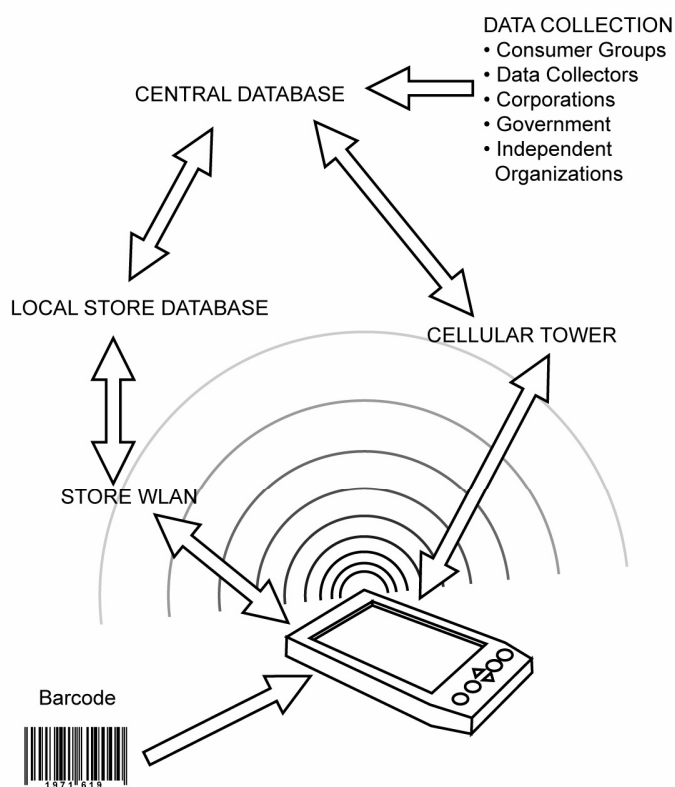 DATA COLLECTION
• Consumer Groups
• Data Collectors
• Corporations
• Government
• Independent
Organizations
CENTRAL DATABASE
LOCAL STORE DATABASE
CELLULAR TOWER
STORE WLAN
Barcode
1971 619